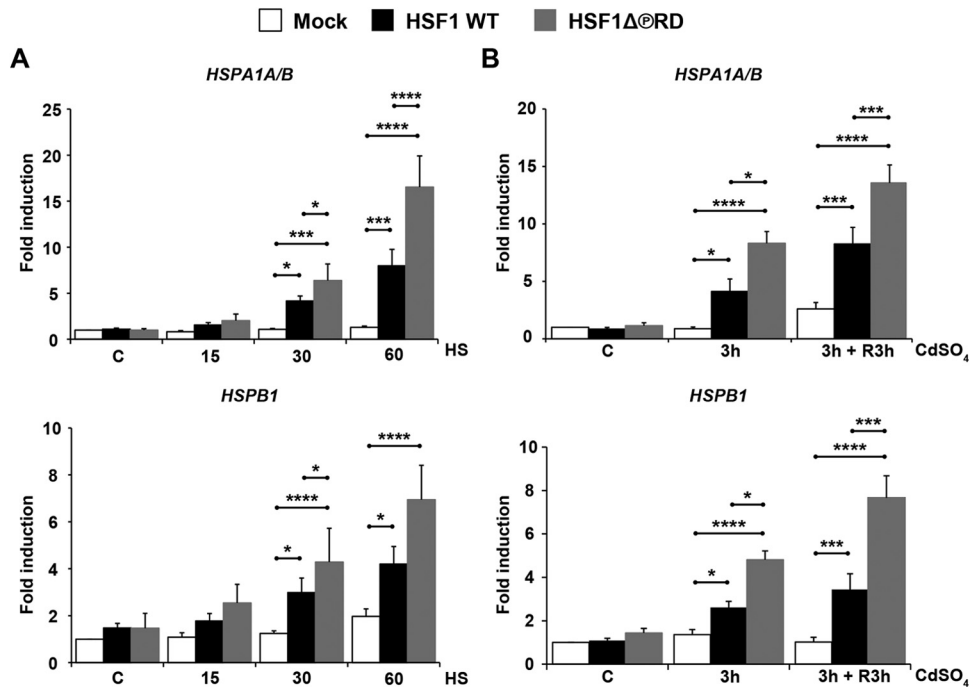 Mock HSF1 WT HSF1ΔⓅRD
A
HSPA1A/B
Fold induction
25
20
15
10
5
0
* *** * *** **** ****
C 15 30 60 HS
B
HSPA1A/B
Fold induction
20
15
10
5
0
* **** * *** **** ***
C 3h 3h + R3h CdSO₄
HSPB1
Fold induction
10
8
6
4
2
0
* **** * * ****
C 15 30 60 HS
HSPB1
Fold induction
10
8
6
4
2
0
* **** * *** **** ***
C 3h 3h + R3h CdSO₄